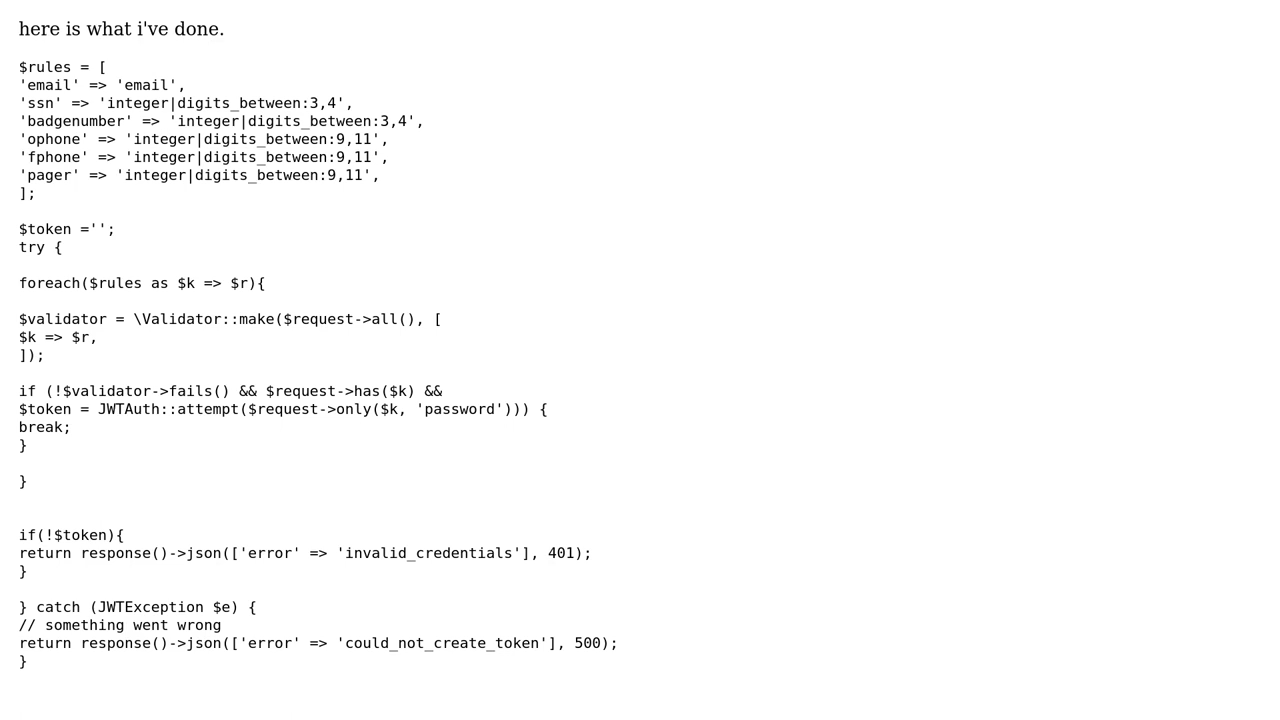 here is what i've done.
$rules = [
'email' => 'email',
'ssn' => 'integer|digits_between:3,4',
'badgenumber' => 'integer|digits_between:3,4',
'ophone' => 'integer|digits_between:9,11',
'fphone' => 'integer|digits_between:9,11',
'pager' => 'integer|digits_between:9,11',
];
$token ='';
try {
foreach($rules as $k => $r){
$validator = \Validator::make($request->all(), [
$k => $r,
]);
if (!$validator->fails() && $request->has($k) &&
$token = JWTAuth::attempt($request->only($k, 'password'))) {
break;
}
}
if(!$token){
return response()->json(['error' => 'invalid_credentials'], 401);
}
} catch (JWTException $e) {
// something went wrong
return response()->json(['error' => 'could_not_create_token'], 500);
}